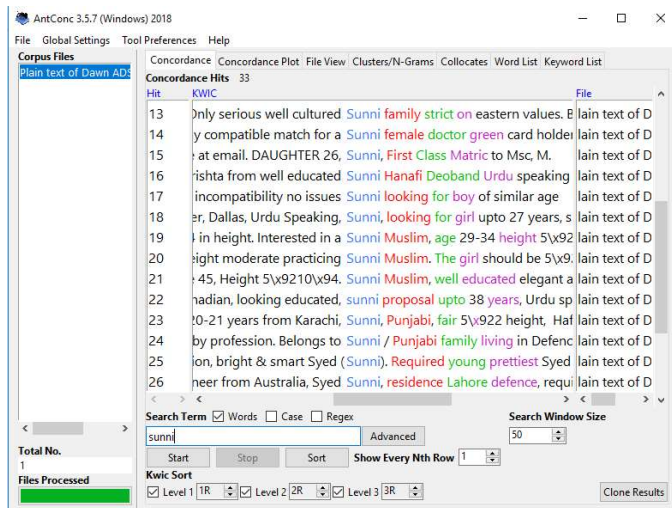 AntConc 3.5.7 (Windows) 2018
File Global Settings Tool Preferences Help
Corpus Files
Plain text of Dawn ADS
Concordance Concordance Plot File View Clusters/N-Grams Collocates Word List Keyword List
Concordance Hits 33
Hit KWIC File
13 Only serious well cultured Sunni family strict on eastern values. B lain text of D
14 y compatible match for a Sunni female doctor green card holder lain text of D
15 e at email. DAUGHTER 26, Sunni, First Class Matric to Msc, M. lain text of D
16 rishta from well educated Sunni Hanafi Deoband Urdu speaking lain text of D
17 incompatibility no issues Sunni looking for boy of similar age lain text of D
18 er, Dallas, Urdu Speaking, Sunni, looking for girl upto 27 years, s lain text of D
19 4 in height. Interested in a Sunni Muslim, age 29-34 height 5\x92 lain text of D
20 eight moderate practicing Sunni Muslim. The girl should be 5\x9. lain text of D
21 45, Height 5\x9210\x94. Sunni Muslim, well educated elegant a lain text of D
22 nadian, looking educated, sunni proposal upto 38 years, Urdu sp lain text of D
23 20-21 years from Karachi, Sunni, Punjabi, fair 5\x922 height, Haf lain text of D
24 by profession. Belongs to Sunni / Punjabi family living in Defenc lain text of D
25 ion, bright & smart Syed (Sunni). Required young prettiest Syed lain text of D
26 neer from Australia, Syed Sunni, residence Lahore defence, requi lain text of D
Search Term Words Case Regex Search Window Size
sunni Advanced 50
Total No.
1
Start Stop Sort Show Every Nth Row 1
Files Processed
Kwic Sort
Level 1 1R Level 2 2R Level 3 3R Clone Results